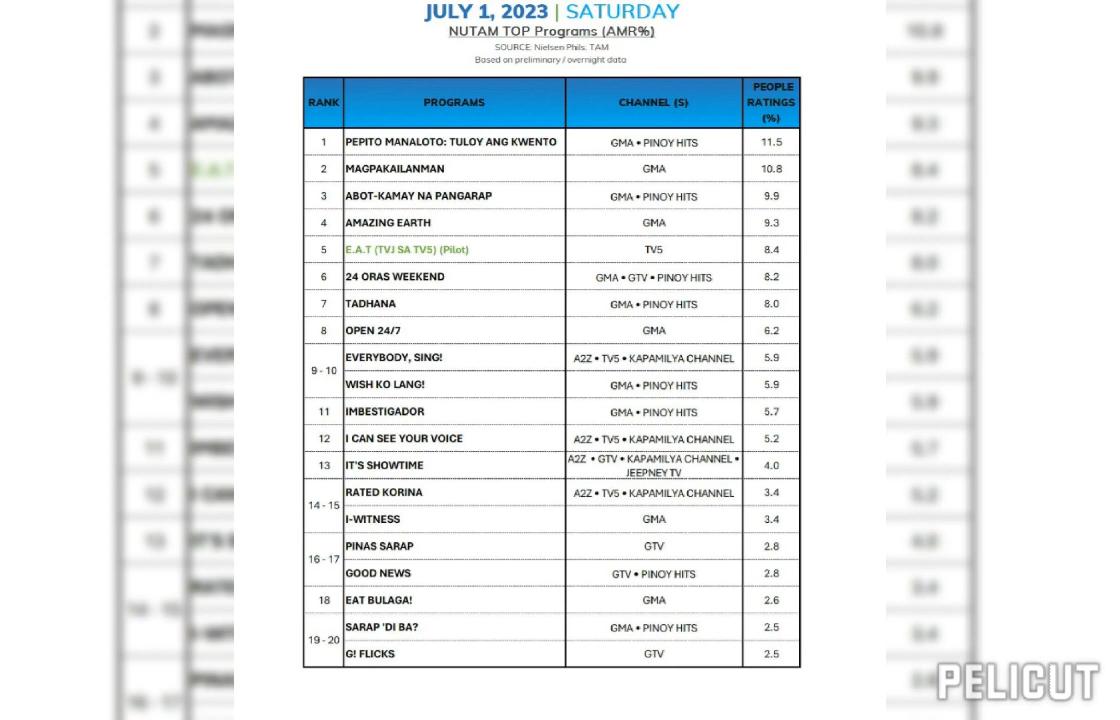 JULY 1, 2023 | SATURDAY
NUTAM TOP Programs (AMR%)
SOURCE: Nielsen Phils. TAM
Based on preliminary / overnight data
RANK PROGRAMS CHANNEL (S) PEOPLE RATINGS (%)
1 PEPITO MANALOTO: TULOY ANG KWENTO GMA • PINOY HITS 11.5
2 MAGPAKAILANMAN GMA 10.8
3 ABOT-KAMAY NA PANGARAP GMA • PINOY HITS 9.9
4 AMAZING EARTH GMA 9.3
5 E.A.T (TVJ SA TV5) (Pilot) TV5 8.4
6 24 ORAS WEEKEND GMA • GTV • PINOY HITS 8.2
7 TADHANA GMA • PINOY HITS 8.0
8 OPEN 24/7 GMA 6.2
9 - 10 EVERYBODY, SING! A2Z • TV5 • KAPAMILYA CHANNEL 5.9
WISH KO LANG! GMA • PINOY HITS 5.9
11 IMBESTIGADOR GMA • PINOY HITS 5.7
12 I CAN SEE YOUR VOICE A2Z • TV5 • KAPAMILYA CHANNEL 5.2
13 IT'S SHOWTIME A2Z • GTV • KAPAMILYA CHANNEL • JEEPNEY TV 4.0
14 - 15 RATED KORINA A2Z • TV5 • KAPAMILYA CHANNEL 3.4
I-WITNESS GMA 3.4
16 - 17 PINAS SARAP GTV 2.8
GOOD NEWS GTV • PINOY HITS 2.8
18 EAT BULAGA! GMA 2.6
19 - 20 SARAP 'DI BA? GMA • PINOY HITS 2.5
G! FLICKS GTV 2.5
PELICUT